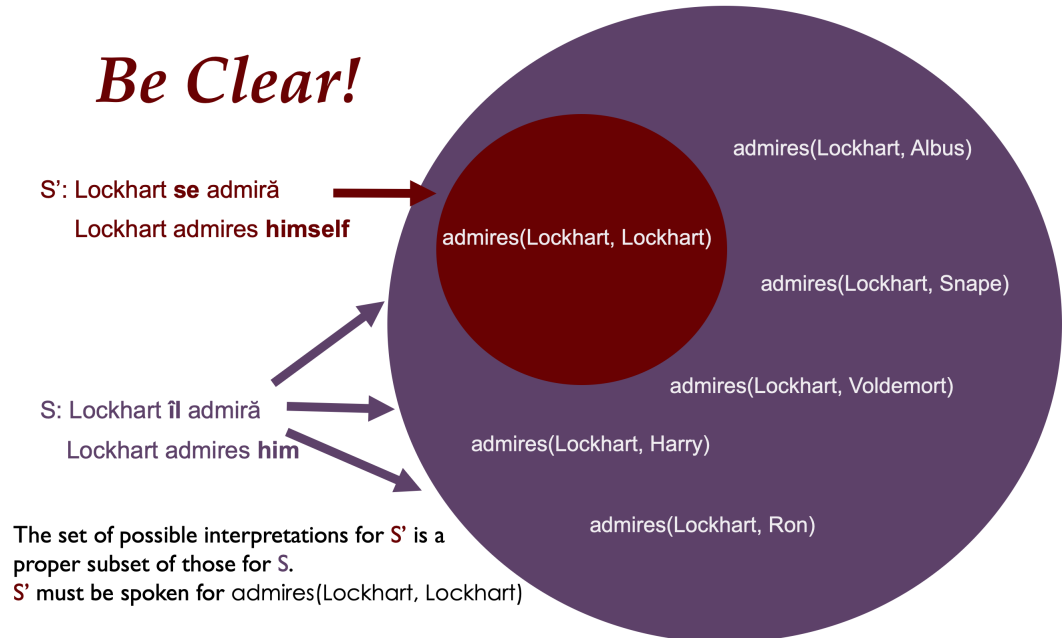 Be Clear!
S’: Lockhart se admiră
Lockhart admires himself
S: Lockhart îl admiră
Lockhart admires him
The set of possible interpretations for S’ is a
proper subset of those for S.
S’ must be spoken for admires(Lockhart, Lockhart)
admires(Lockhart, Albus)
admires(Lockhart, Lockhart)
admires(Lockhart, Snape)
admires(Lockhart, Voldemort)
admires(Lockhart, Harry)
admires(Lockhart, Ron)